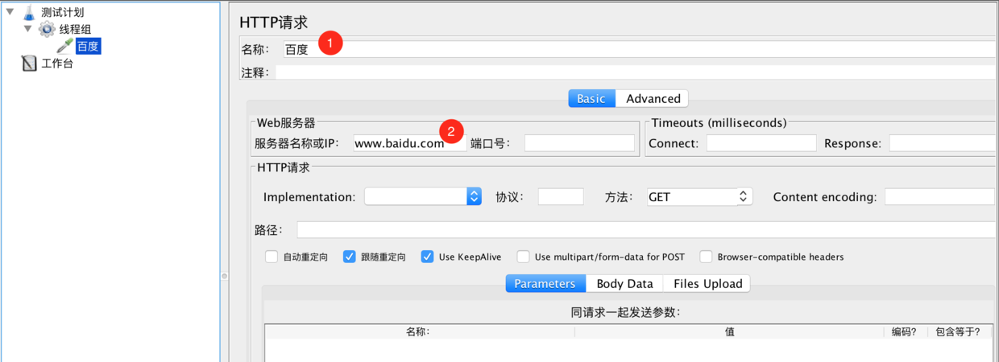 测试计划
线程组
百度
工作台
HTTP请求
名称： 百度 1
注释：
Basic Advanced
Web服务器 2
服务器名称或IP： www.baidu.com 端口号：
Timeouts (milliseconds)
Connect: Response:
HTTP请求
Implementation: 协议： 方法： GET Content encoding:
路径：
自动重定向 跟随重定向 Use KeepAlive Use multipart/form-data for POST Browser-compatible headers
Parameters Body Data Files Upload
同请求一起发送参数：
名称： 值 编码? 包含等于?